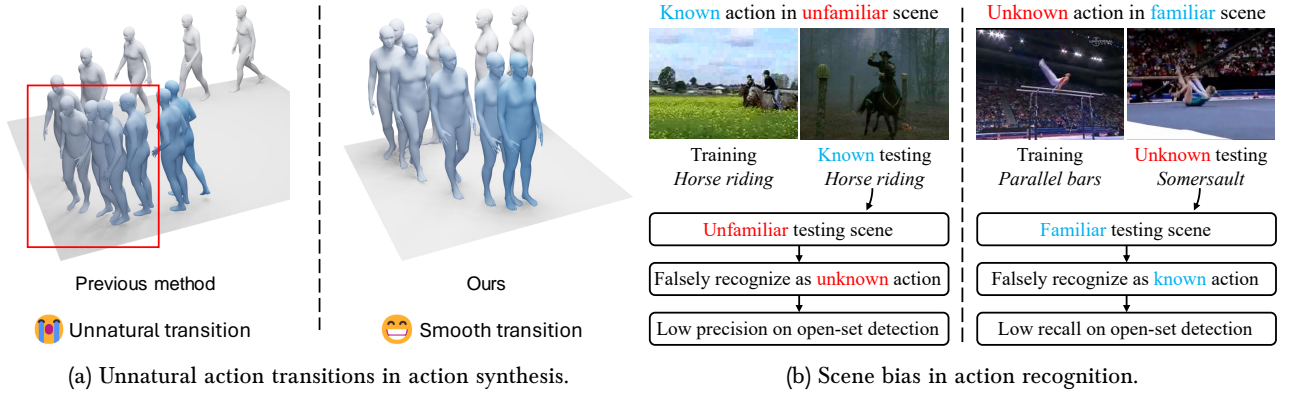 Previous method
Unnatural transition
Ours
Smooth transition
(a) Unnatural action transitions in action synthesis.
Known action in unfamiliar scene
Training
Horse riding
Known testing
Horse riding
Unfamiliar testing scene
Falsely recognize as unknown action
Low precision on open-set detection
Unknown action in familiar scene
Training
Parallel bars
Unknown testing
Somersault
Familiar testing scene
Falsely recognize as known action
Low recall on open-set detection
(b) Scene bias in action recognition.